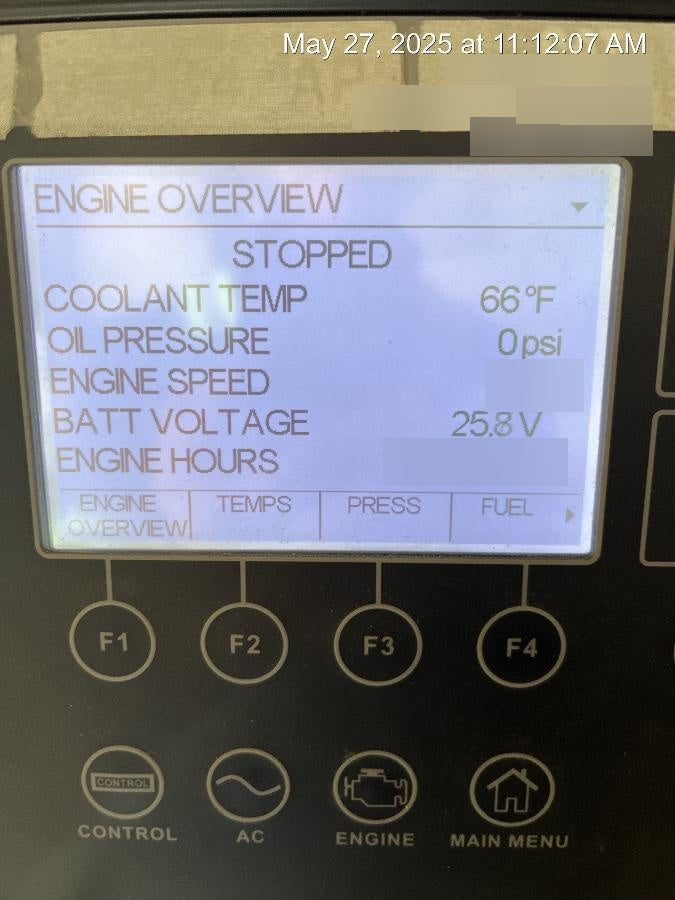 May 27, 2025 at 11:12:07 AM
ENGINE OVERVIEW
STOPPED
COOLANT TEMP 66°F
OIL PRESSURE 0psi
ENGINE SPEED
BATT VOLTAGE 25.8 V
ENGINE HOURS
ENGINE OVERVIEW TEMPS PRESS FUEL
F1 F2 F3 F4
CONTROL
CONTROL AC ENGINE MAIN MENU